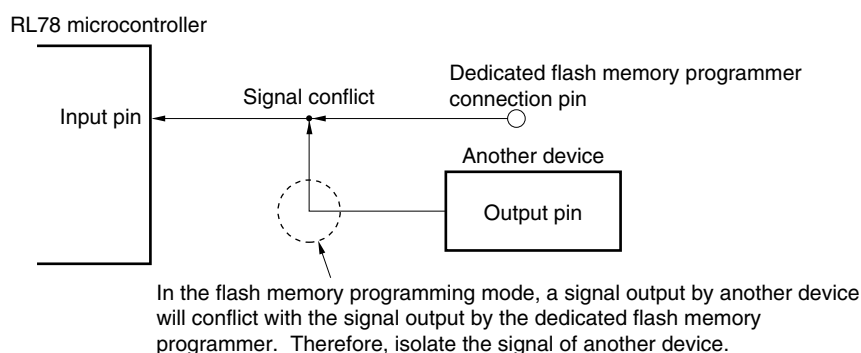 RL78 microcontroller
Dedicated flash memory programmer
connection pin
Signal conflict
Input pin
Another device
Output pin
In the flash memory programming mode, a signal output by another device
will conflict with the signal output by the dedicated flash memory
programmer.  Therefore, isolate the signal of another device.